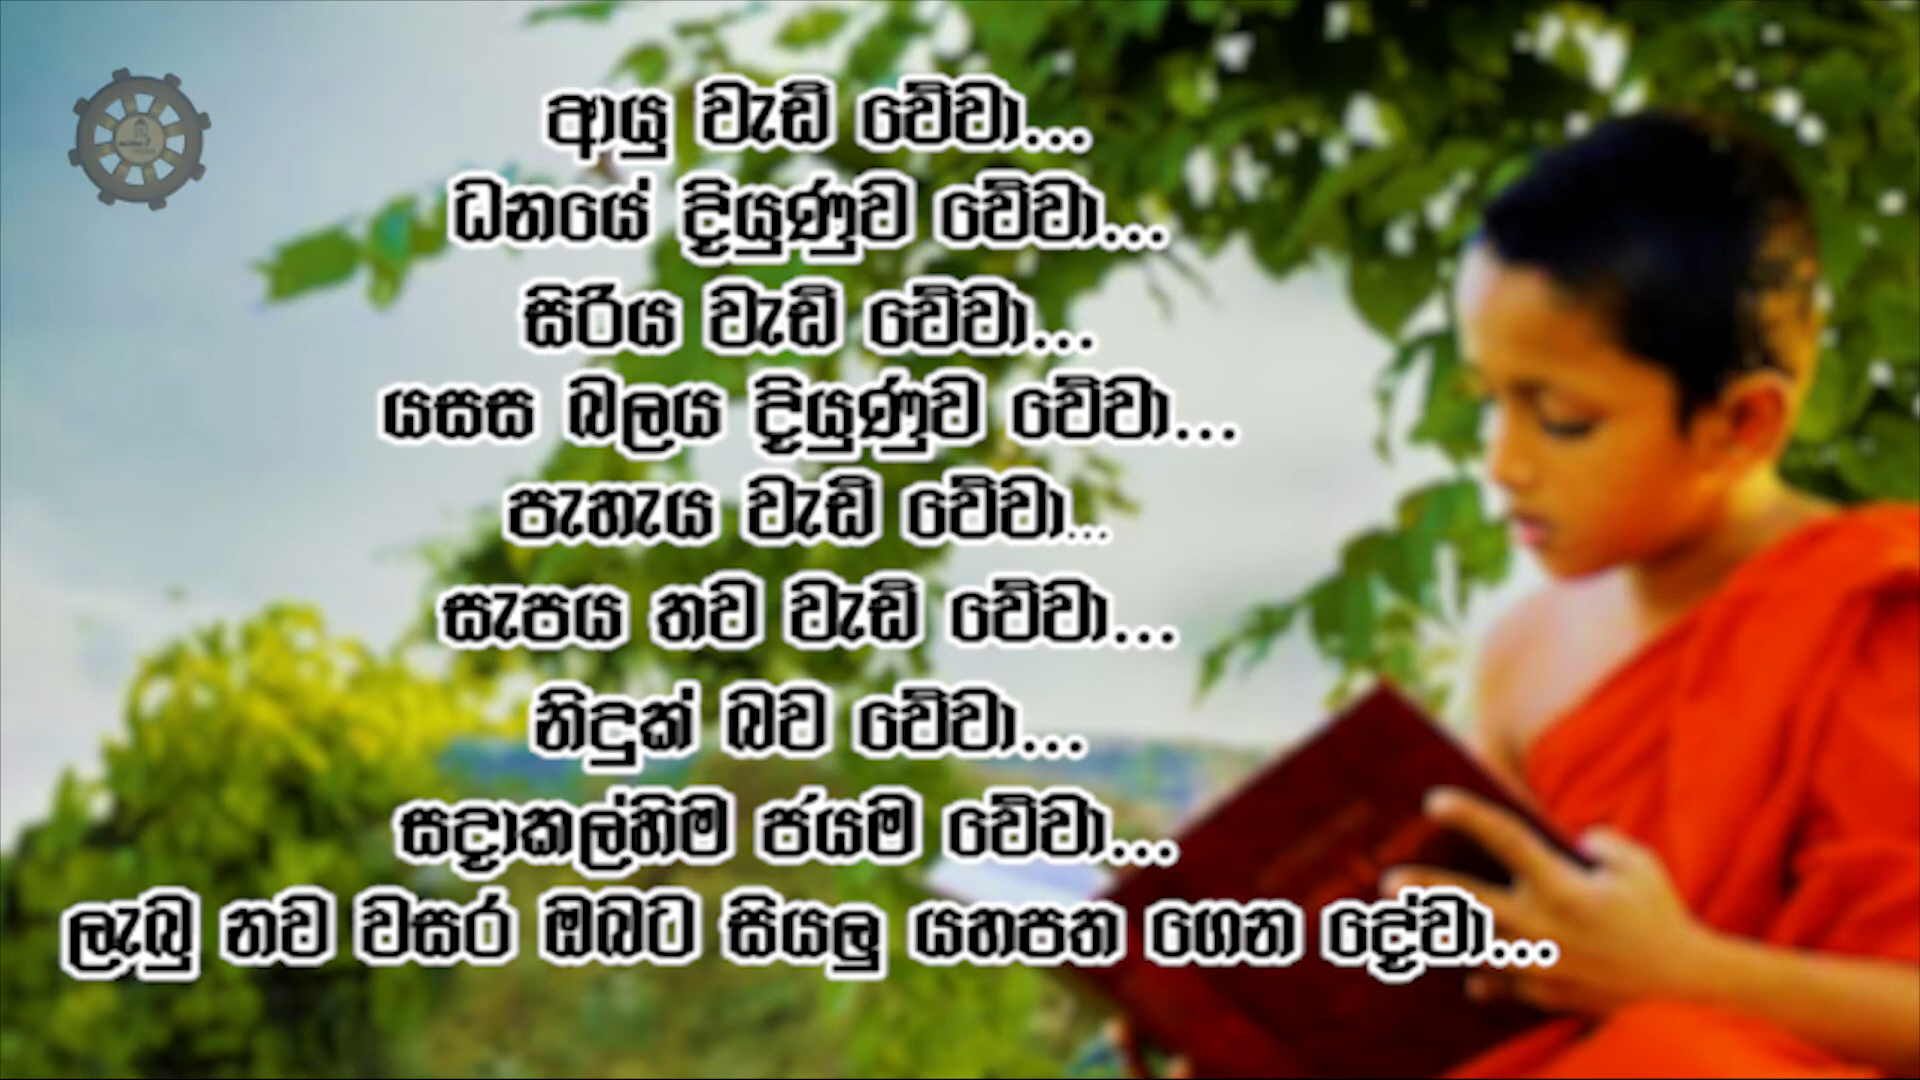 ආයු වැඩි වේවා...
ධනයේ දියුණුව වේවා...
සිරිය වැඩි වේවා...
යසස බලය දියුණුව වේවා...
පැහැය වැඩි වේවා...
සැපය තව වැඩි වේවා...
නිදුක් බව වේවා...
සදාකල්හිම ජයම වේවා...
ලැබු නව වසර ඔබට සියලු යහපත ගෙන දේවා...